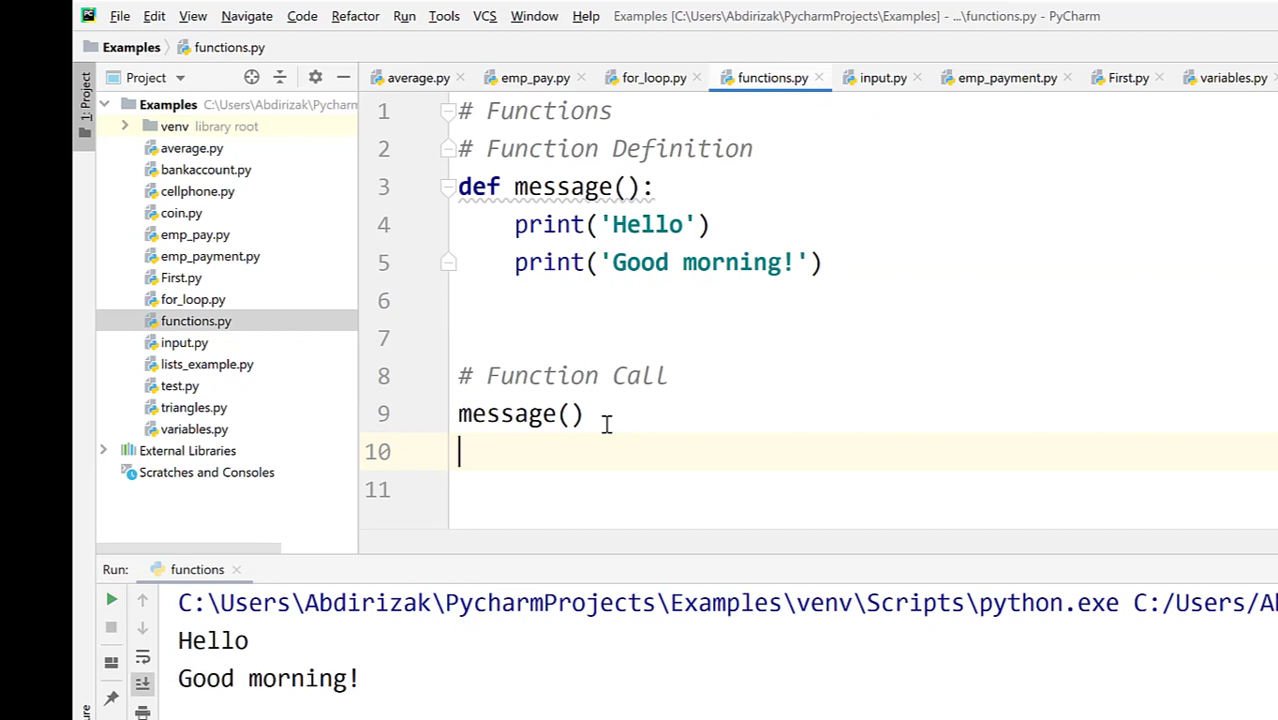 File Edit View Navigate Code Refactor Run Tools VCS Window Help Examples [C:\Users\Abdirizak\PycharmProjects\Examples] - ...\functions.py - PyCharm
Examples functions.py
1: Project
Project
average.py emp_pay.py for_loop.py functions.py input.py emp_payment.py First.py variables.py
Examples C:\Users\Abdirizak\Pycharm
venv library root
average.py
bankaccount.py
cellphone.py
coin.py
emp_pay.py
emp_payment.py
First.py
for_loop.py
functions.py
input.py
lists_example.py
test.py
triangles.py
variables.py
External Libraries
Scratches and Consoles
1 # Functions
2 # Function Definition
3 def message():
4 print('Hello')
5 print('Good morning!')
6
7
8 # Function Call
9 message()
10
11
Run: functions
C:\Users\Abdirizak\PycharmProjects\Examples\venv\Scripts\python.exe C:/Users/Al
Hello
Good morning!